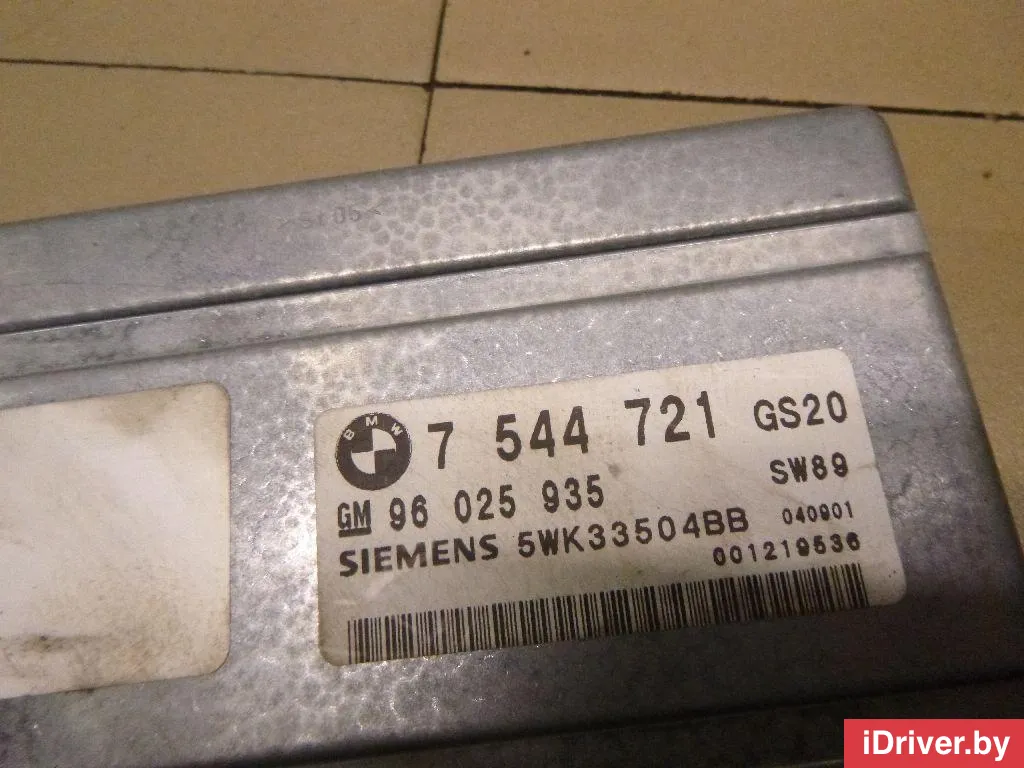 BMW 7 544 721 GS20
GM 96 025 935 SW89
SIEMENS 5WK33504BB 040901
001219536
iDriver.by